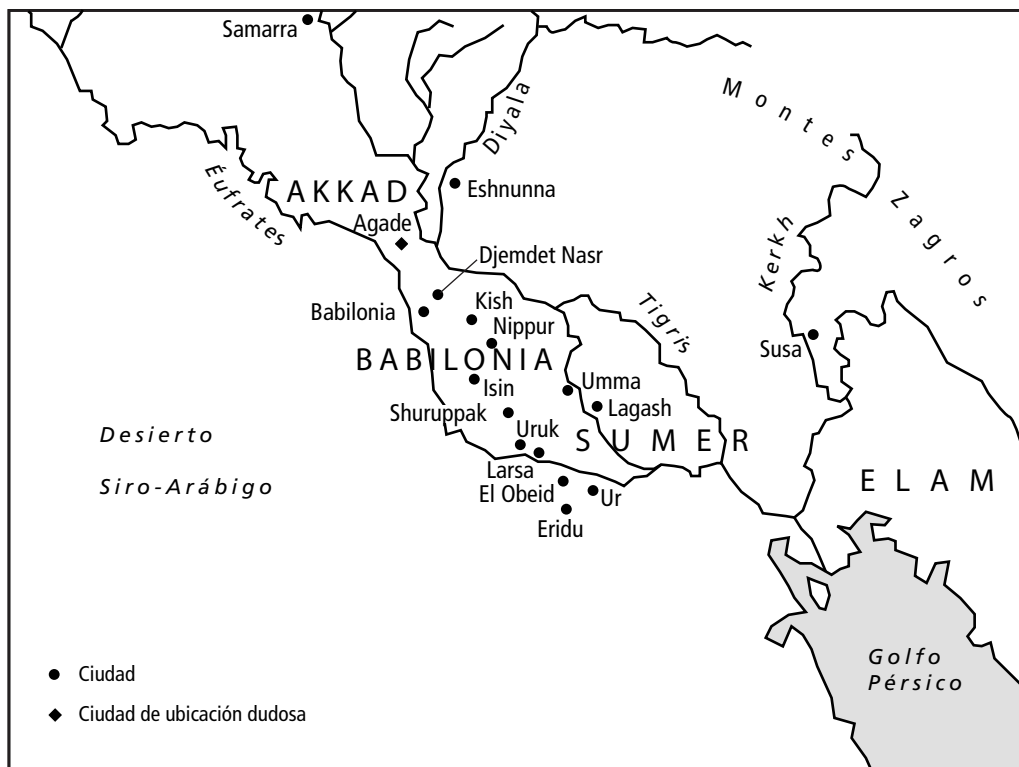 Samarra
Montes
Diyala
Zagros
Éufrates
AKKAD
Eshnunna
Agade
Kerkh
Djemdet Nasr
Babilonia
Kish
Tigris
Nippur
Susa
BABILONIA
Isin
Umma
Shuruppak
Lagash
Uruk
SUMER
Desierto
Siro-Arábigo
Larsa
El Obeid
Ur
ELAM
Eridu
Golfo
Pérsico
Ciudad
Ciudad de ubicación dudosa